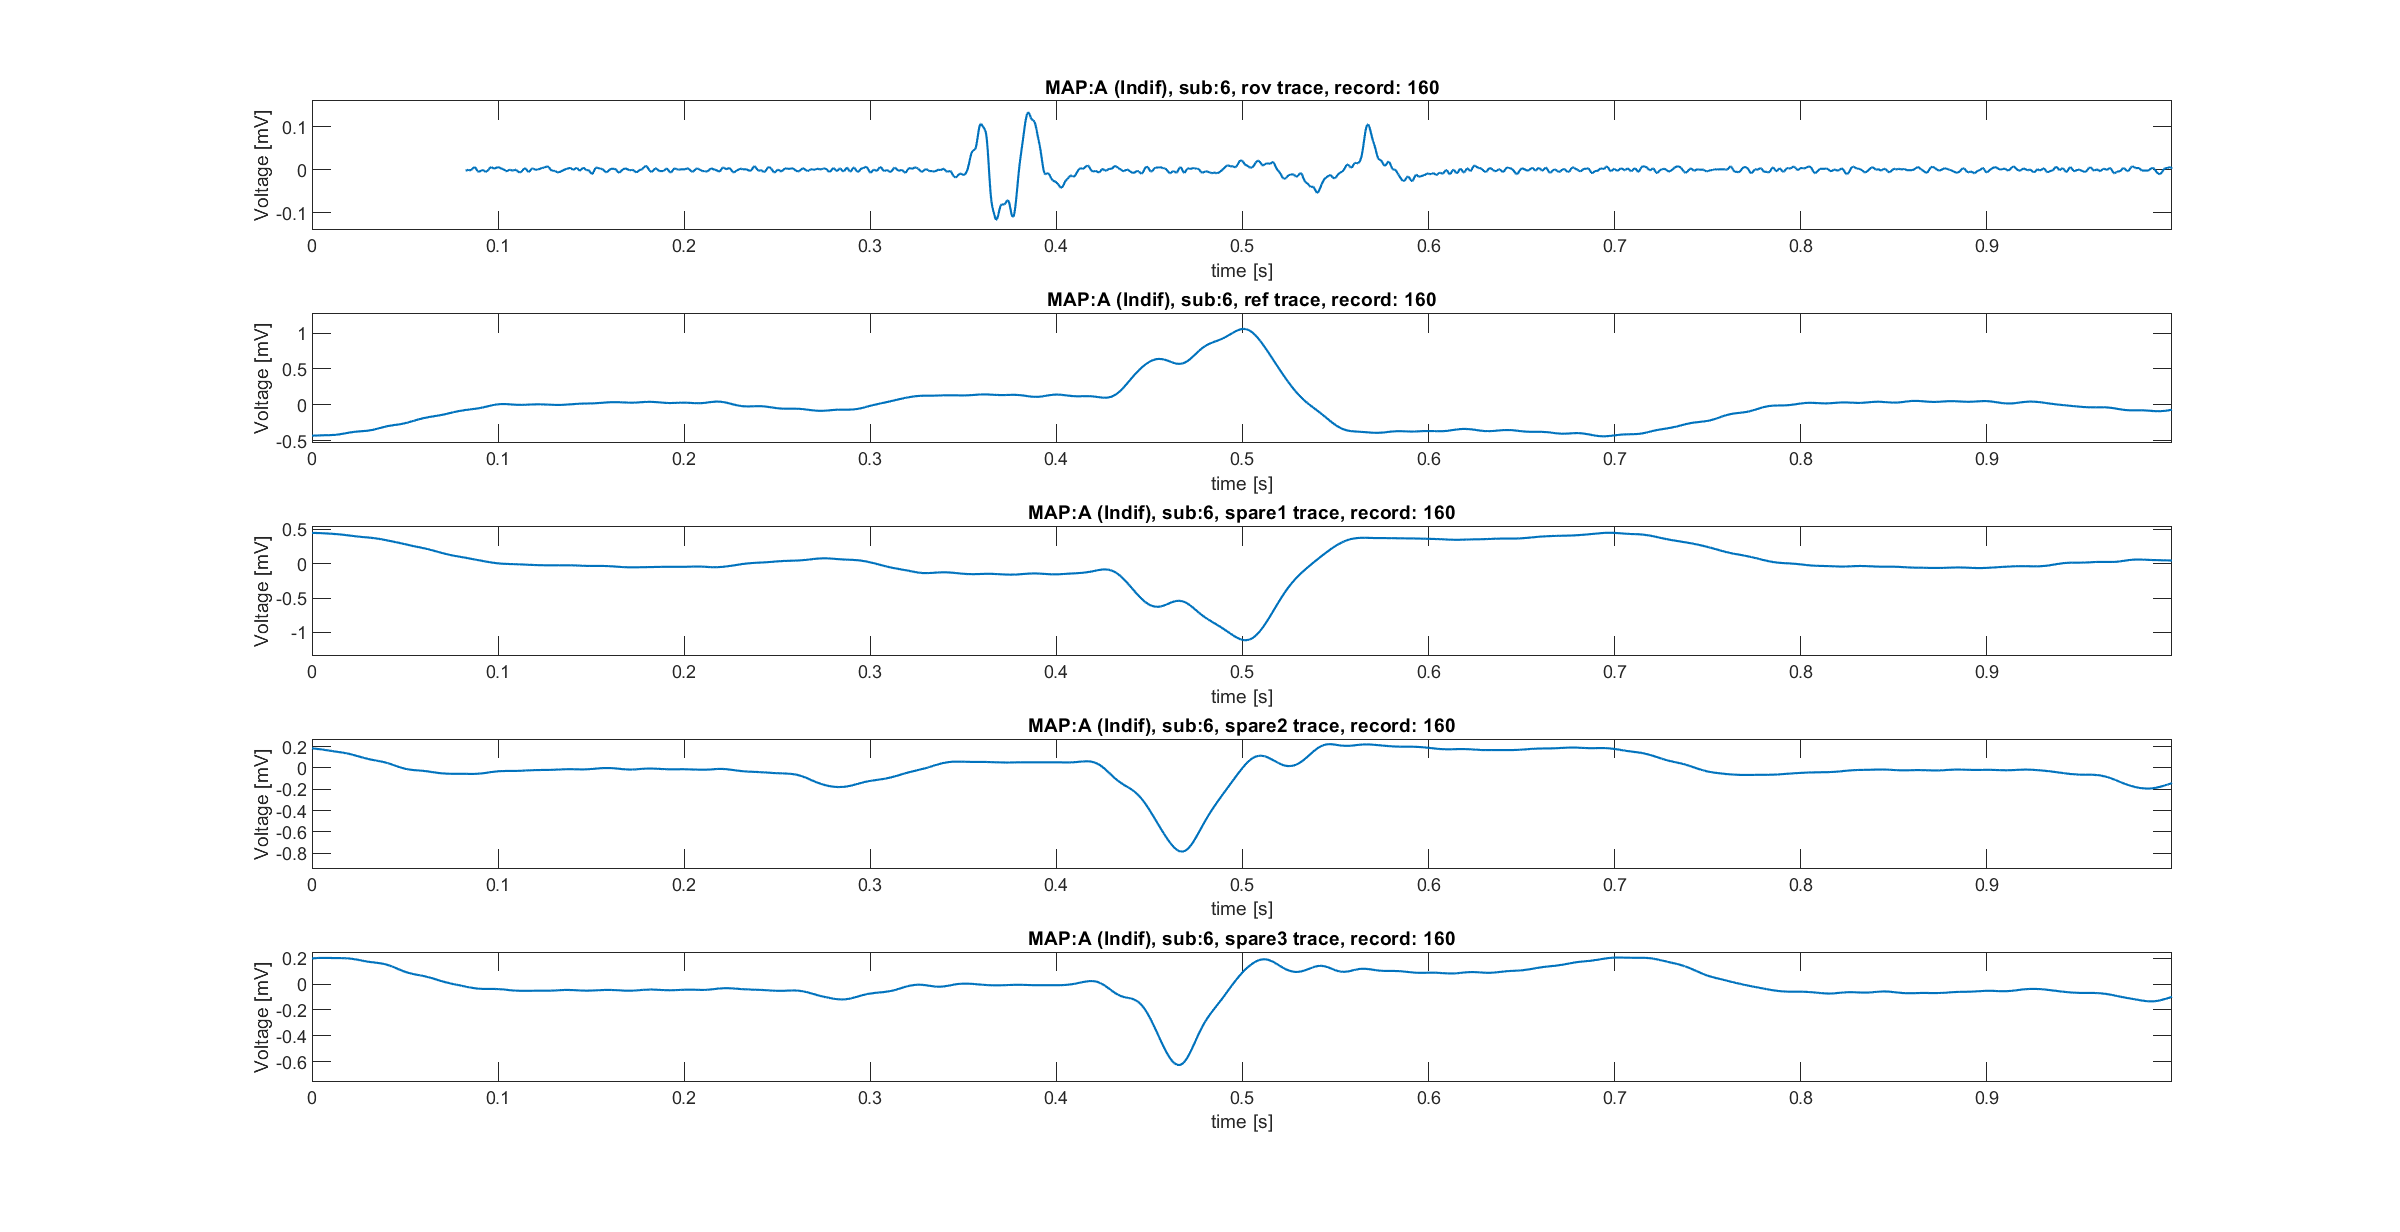 MAP:A (Indif), sub:6, rov trace, record: 160
Voltage [mV]
0.1
0
-0.1
0 0.1 0.2 0.3 0.4 0.5 0.6 0.7 0.8 0.9
time [s]
MAP:A (Indif), sub:6, ref trace, record: 160
Voltage [mV]
1
0.5
0
-0.5
0 0.1 0.2 0.3 0.4 0.5 0.6 0.7 0.8 0.9
time [s]
MAP:A (Indif), sub:6, spare1 trace, record: 160
Voltage [mV]
0.5
0
-0.5
-1
0 0.1 0.2 0.3 0.4 0.5 0.6 0.7 0.8 0.9
time [s]
MAP:A (Indif), sub:6, spare2 trace, record: 160
Voltage [mV]
0.2
0
-0.2
-0.4
-0.6
-0.8
0 0.1 0.2 0.3 0.4 0.5 0.6 0.7 0.8 0.9
time [s]
MAP:A (Indif), sub:6, spare3 trace, record: 160
Voltage [mV]
0.2
0
-0.2
-0.4
-0.6
0 0.1 0.2 0.3 0.4 0.5 0.6 0.7 0.8 0.9
time [s]